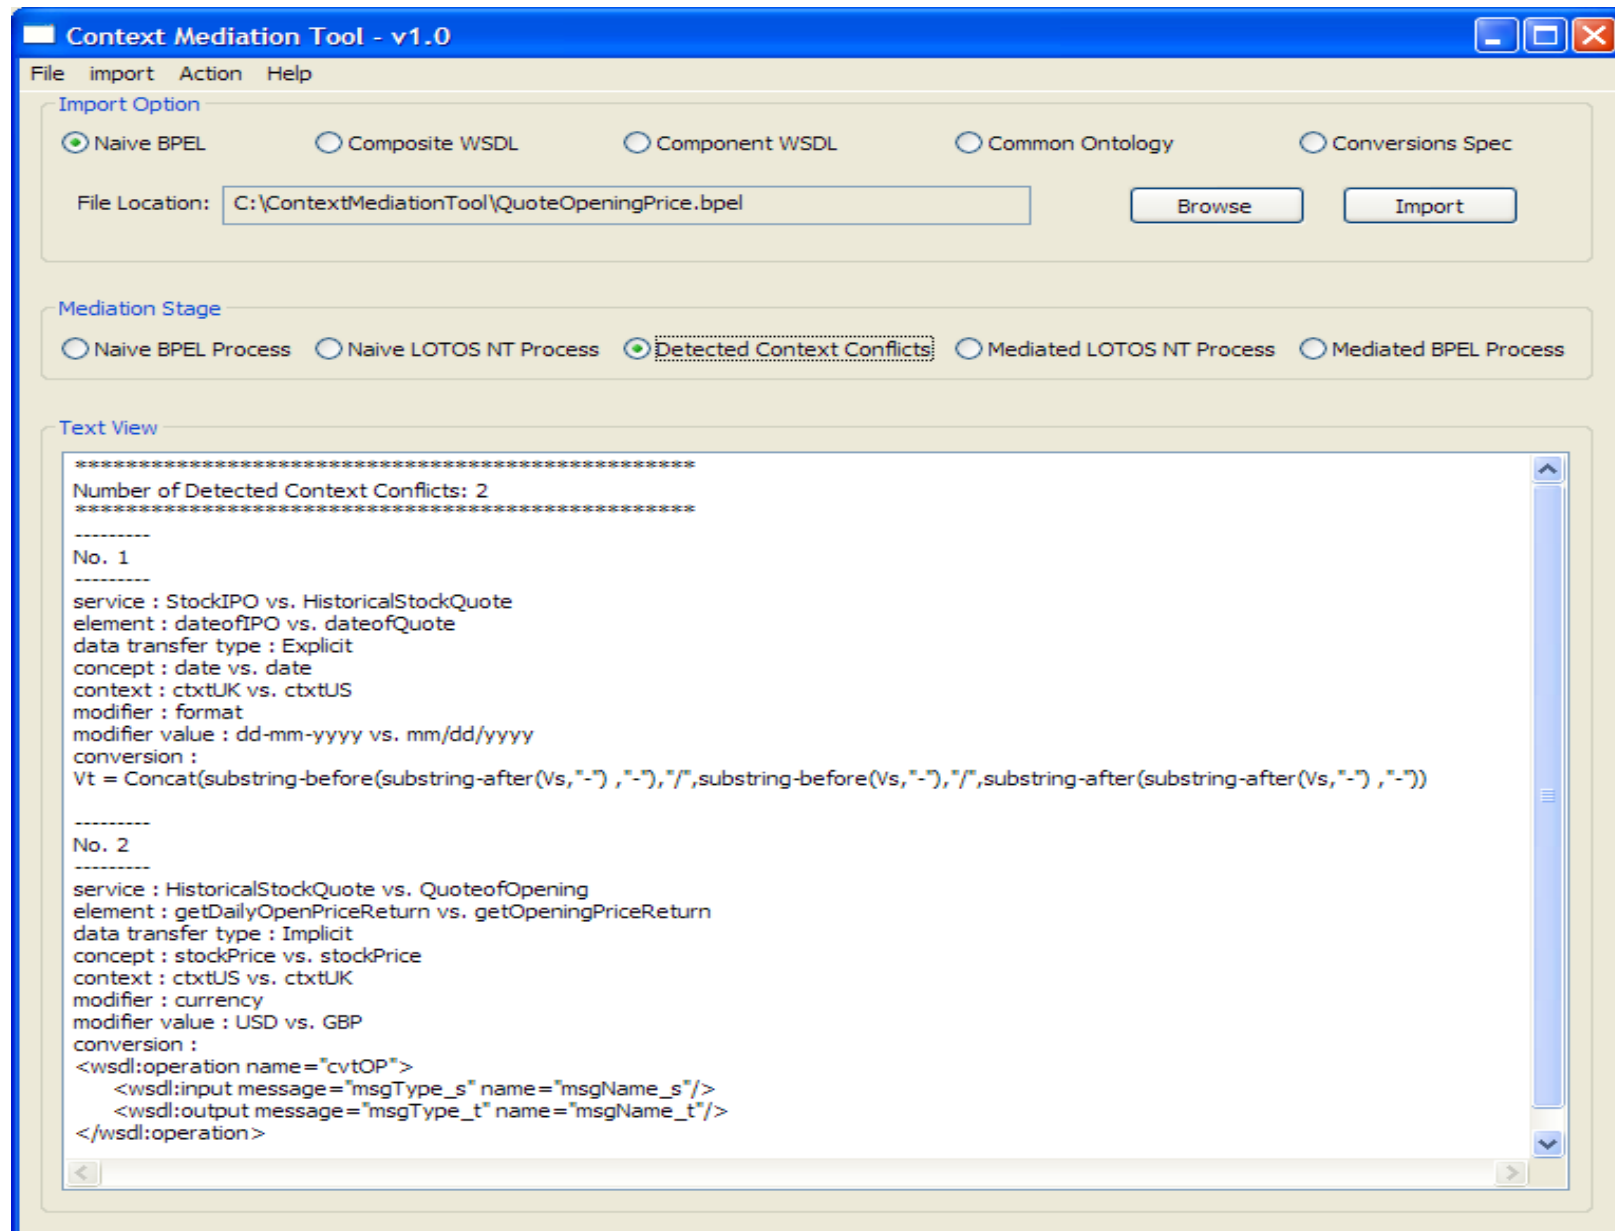 Context Mediation Tool - v1.0
File import Action Help
Import Option
Naive BPEL Composite WSDL Component WSDL Common Ontology Conversions Spec
File Location: C:\ContextMediationTool\QuoteOpeningPrice.bpel Browse Import
Mediation Stage
Naive BPEL Process Naive LOTOS NT Process Detected Context Conflicts Mediated LOTOS NT Process Mediated BPEL Process
Text View
*************************************************
Number of Detected Context Conflicts: 2
*************************************************
---------
No. 1
---------
service : StockIPO vs. HistoricalStockQuote
element : dateofIPO vs. dateofQuote
data transfer type : Explicit
concept : date vs. date
context : ctxtUK vs. ctxtUS
modifier : format
modifier value : dd-mm-yyyy vs. mm/dd/yyyy
conversion :
Vt = Concat(substring-before(substring-after(Vs,"-") ,"-"),"/",substring-before(Vs,"-"),"/",substring-after(substring-after(Vs,"-") ,"-"))
---------
No. 2
---------
service : HistoricalStockQuote vs. QuoteofOpening
element : getDailyOpenPriceReturn vs. getOpeningPriceReturn
data transfer type : Implicit
concept : stockPrice vs. stockPrice
context : ctxtUS vs. ctxtUK
modifier : currency
modifier value : USD vs. GBP
conversion :
<wsdl:operation name="cvtOP">
<wsdl:input message="msgType_s" name="msgName_s"/>
<wsdl:output message="msgType_t" name="msgName_t"/>
</wsdl:operation>